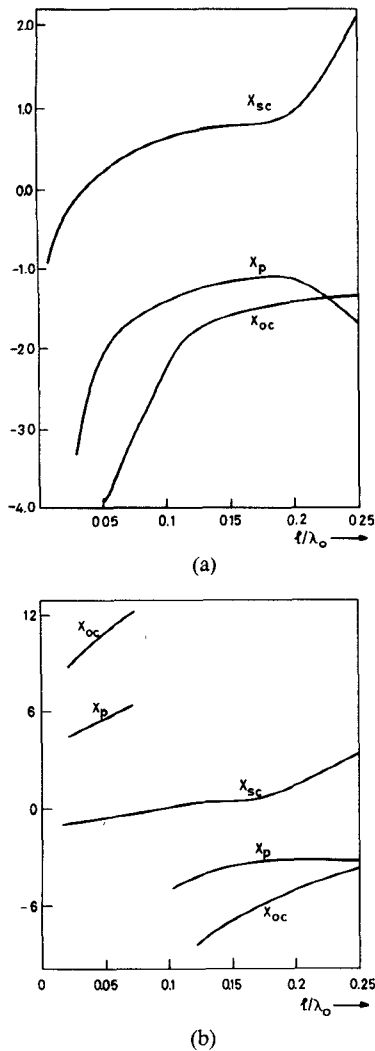 2.0
1.0
0.0
-1.0
-2.0
-3.0
-4.0
X_sc
X_p
X_oc
0 005 0.1 0.15 0.2 0.25
ℓ/λ₀
(a)
12
6
0
-6
X_oc
X_p
X_sc
X_p
X_oc
0 0.05 0.1 0.15 0.2 0.25
ℓ/λ₀
(b)